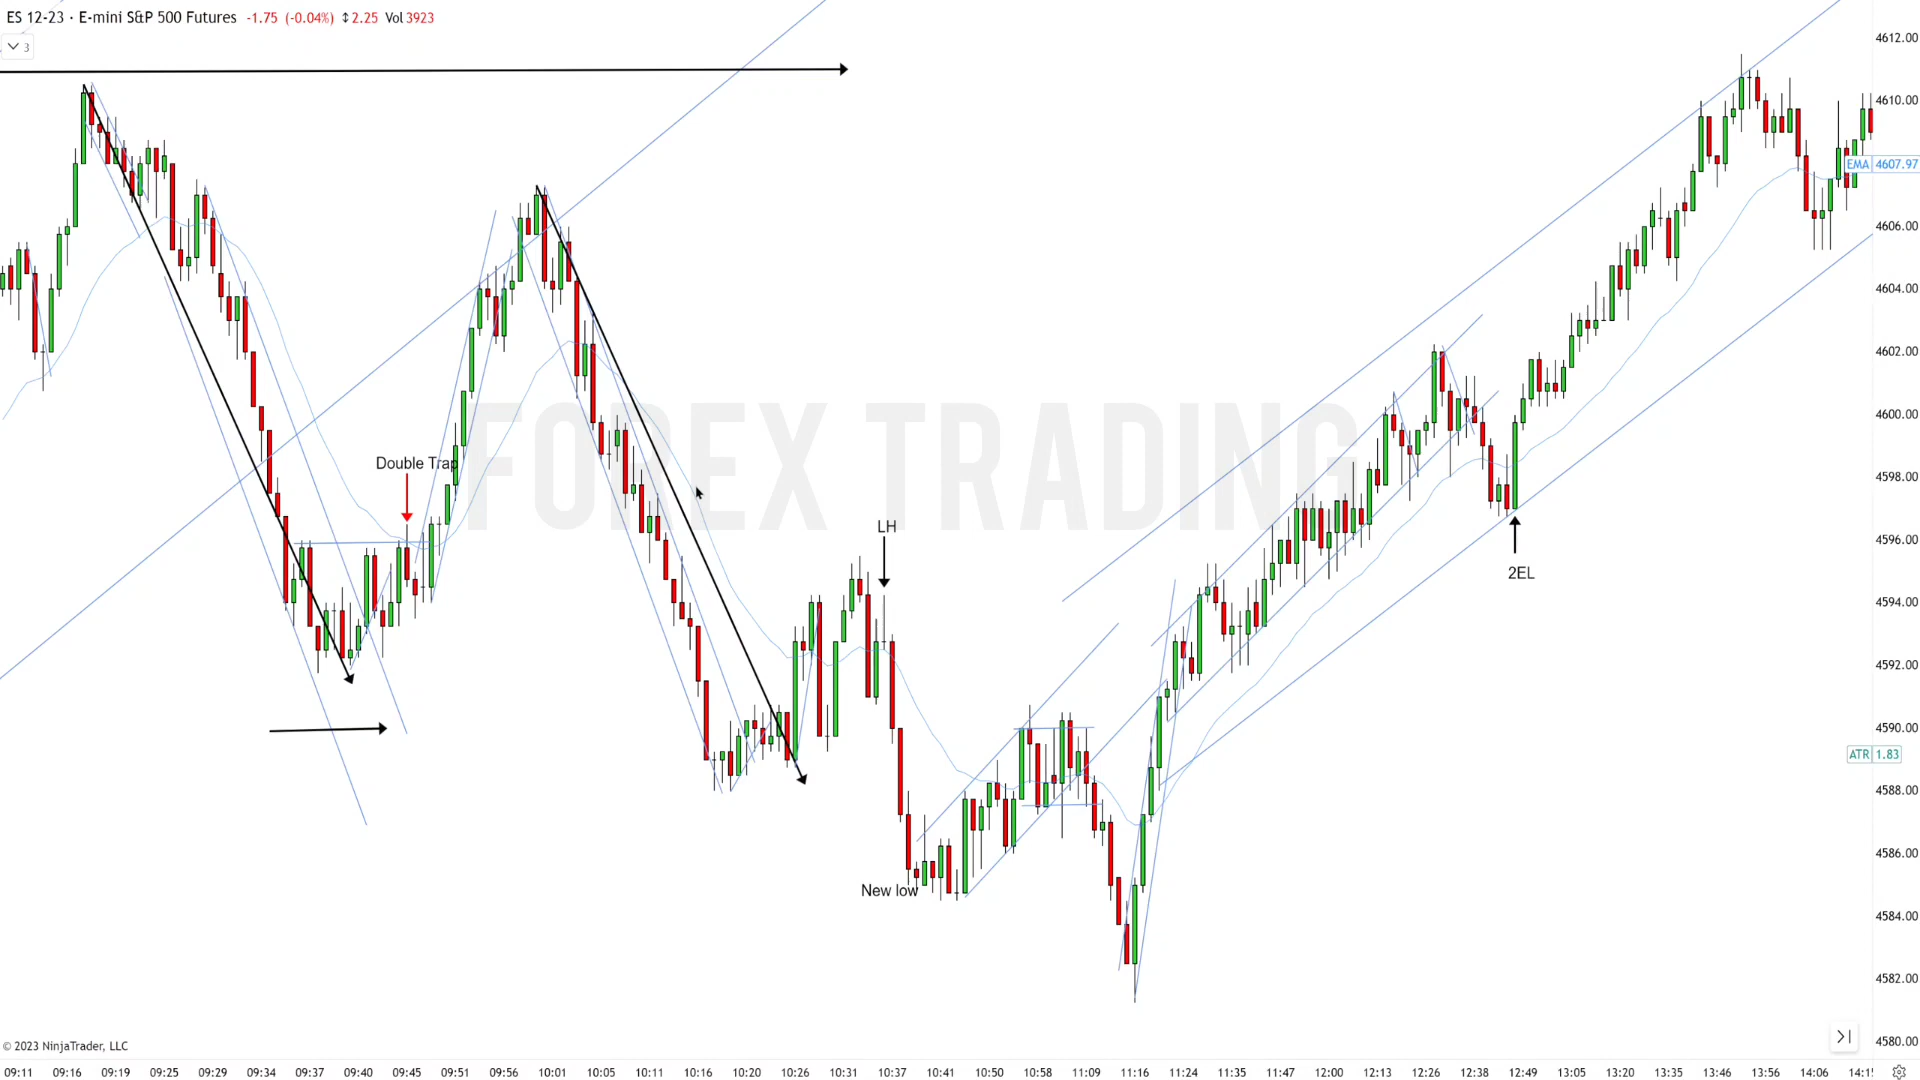 ES 12-23 · E-mini S&P 500 Futures -1.75 (-0.04%) ↕2.25 Vol 3923
3
4612.00
4610.00
EMA 4607.97
4606.00
4604.00
4602.00
4600.00
FOREX TRADING
Double Trap
4598.00
LH
4596.00
2EL
4594.00
4592.00
4590.00
ATR 1.83
4588.00
4586.00
New low
4584.00
4582.00
4580.00
© 2023 NinjaTrader, LLC
09:11 09:16 09:19 09:25 09:29 09:34 09:37 09:40 09:45 09:51 09:56 10:01 10:05 10:11 10:16 10:20 10:26 10:31 10:37 10:41 10:50 10:58 11:09 11:16 11:24 11:35 11:47 12:00 12:13 12:31 12:49 13:05 13:20 13:35 13:46 13:56 14:06